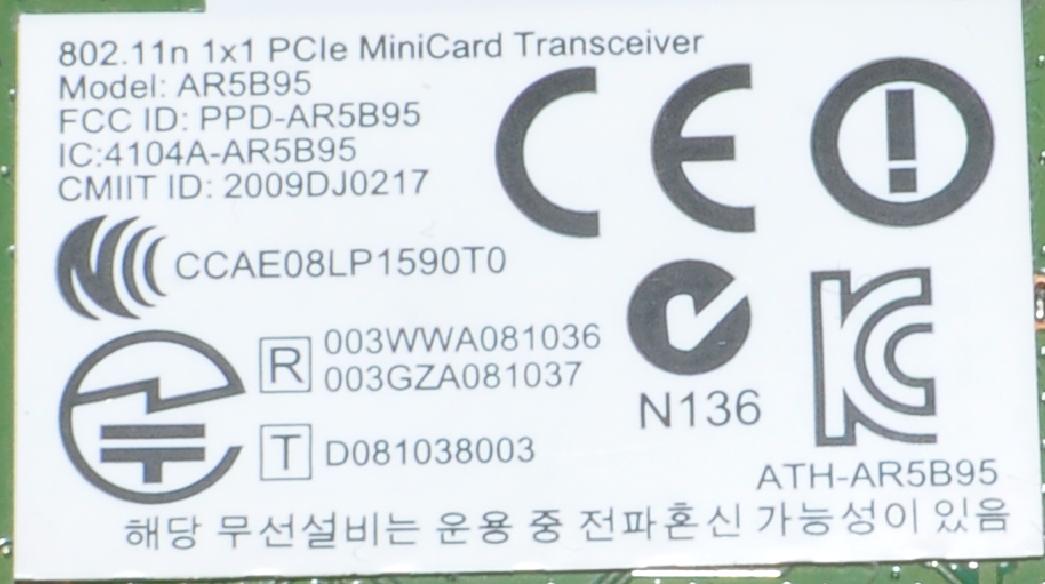 802.11n 1x1 PCIe MiniCard Transceiver
Model: AR5B95
FCC ID: PPD-AR5B95
IC:4104A-AR5B95
CMIIT ID: 2009DJ0217
CE
CCAE08LP1590T0
R 003WWA081036
003GZA081037
T D081038003
N136
KC
ATH-AR5B95
해당 무선설비는 운용 중 전파혼신 가능성이 있음